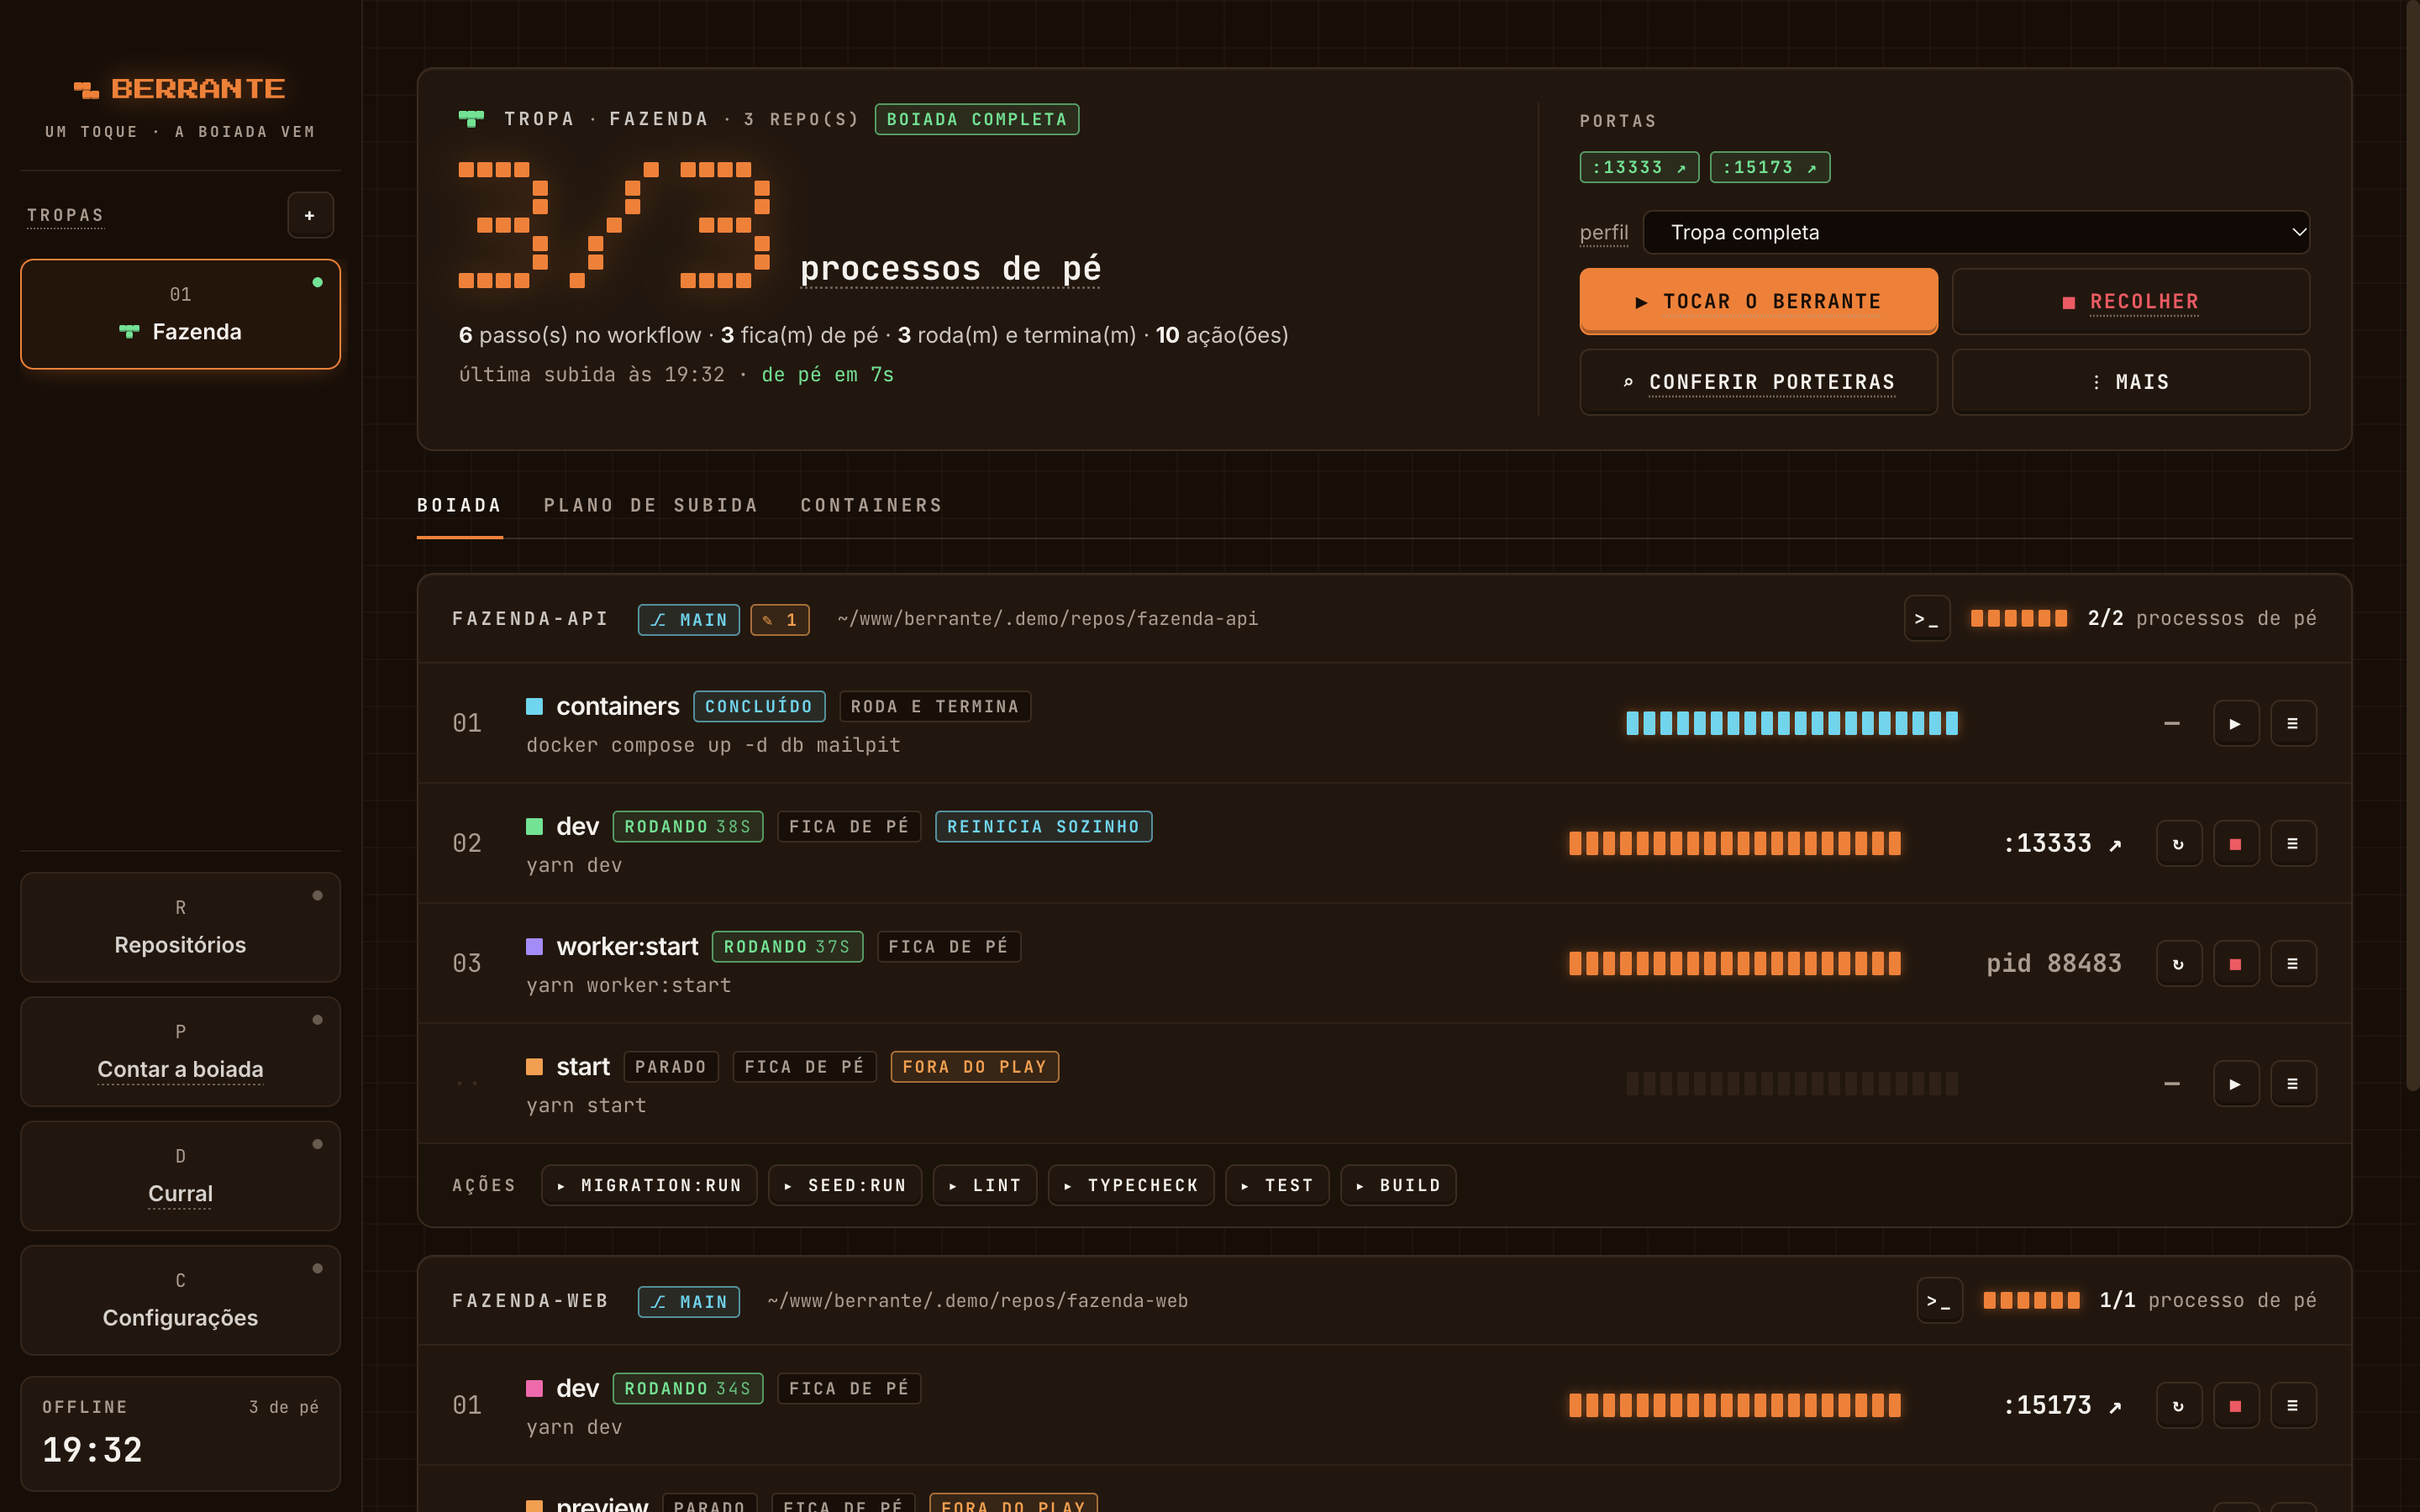 BERRANTE
UM TOQUE · A BOIADA VEM
TROPAS
+
01
Fazenda
R
Repositórios
P
Contar a boiada
D
Curral
C
Configurações
OFFLINE 3 de pé
19:32
TROPA · FAZENDA · 3 REPO(S) BOIADA COMPLETA
3/3 processos de pé
6 passo(s) no workflow · 3 fica(m) de pé · 3 roda(m) e termina(m) · 10 ação(ões)
última subida às 19:32 · de pé em 7s
PORTAS
:13333 ↗ :15173 ↗
perfil Tropa completa
▶ TOCAR O BERRANTE ■ RECOLHER
⌕ CONFERIR PORTEIRAS ⋮ MAIS
BOIADA PLANO DE SUBIDA CONTAINERS
FAZENDA-API ⎇ MAIN ✎ 1 ~/www/berrante/.demo/repos/fazenda-api >_ 2/2 processos de pé
01 containers CONCLUÍDO RODA E TERMINA — ▶ ≡
docker compose up -d db mailpit
02 dev RODANDO 38S FICA DE PÉ REINICIA SOZINHO :13333 ↗ ↻ ■ ≡
yarn dev
03 worker:start RODANDO 37S FICA DE PÉ pid 88483 ↻ ■ ≡
yarn worker:start
·· start PARADO FICA DE PÉ FORA DO PLAY — ▶ ≡
yarn start
AÇÕES ▸ MIGRATION:RUN ▸ SEED:RUN ▸ LINT ▸ TYPECHECK ▸ TEST ▸ BUILD
FAZENDA-WEB ⎇ MAIN ~/www/berrante/.demo/repos/fazenda-web >_ 1/1 processo de pé
01 dev RODANDO 34S FICA DE PÉ :15173 ↗ ↻ ■ ≡
yarn dev
preview PARADO FICA DE PÉ FORA DO PLAY